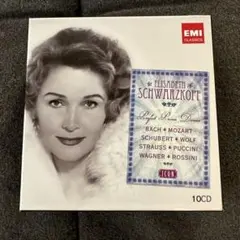 EMI
CLASSICS
ELISABETH
SCHWARZKOPF
Perfect Prima Donna
BACH ✦ MOZART
SCHUBERT ✦ WOLF
STRAUSS ✦ PUCCINI
WAGNER ✦ ROSSINI
ICON
10CD